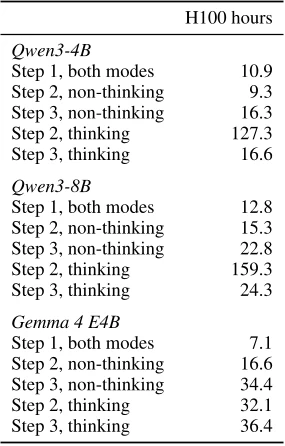 H100 hours
Qwen3-4B
Step 1, both modes 10.9
Step 2, non-thinking 9.3
Step 3, non-thinking 16.3
Step 2, thinking 127.3
Step 3, thinking 16.6
Qwen3-8B
Step 1, both modes 12.8
Step 2, non-thinking 15.3
Step 3, non-thinking 22.8
Step 2, thinking 159.3
Step 3, thinking 24.3
Gemma 4 E4B
Step 1, both modes 7.1
Step 2, non-thinking 16.6
Step 3, non-thinking 34.4
Step 2, thinking 32.1
Step 3, thinking 36.4